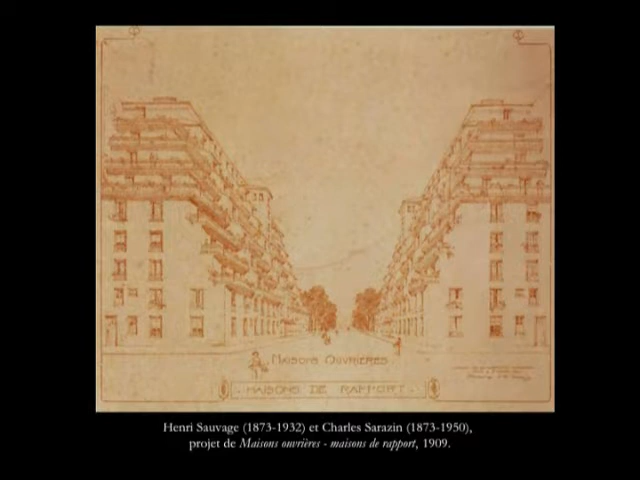 MAISONS OUVRIÈRES
MAISONS DE RAPPORT
Henri Sauvage (1873-1932) et Charles Sarazin (1873-1950),
projet de Maisons ouvrières - maisons de rapport, 1909.